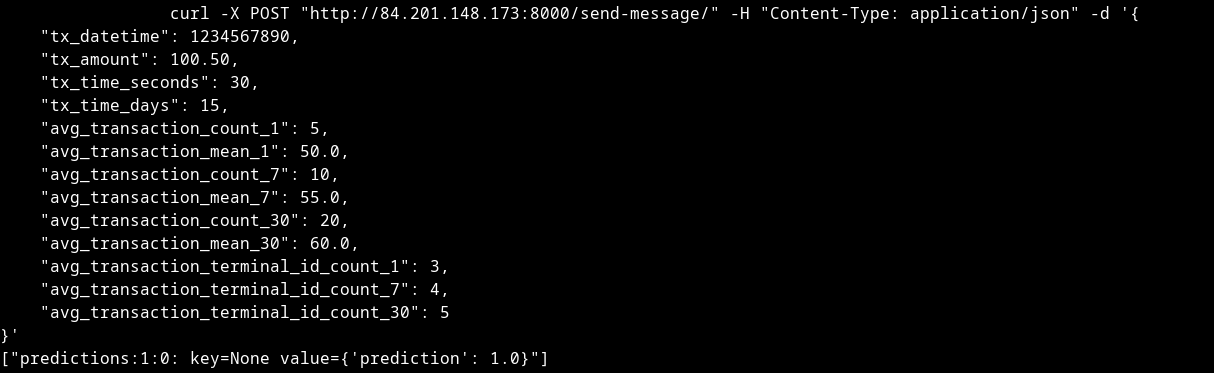 curl -X POST "http://84.201.148.173:8000/send-message/" -H "Content-Type: application/json" -d '{
    "tx_datetime": 1234567890,
    "tx_amount": 100.50,
    "tx_time_seconds": 30,
    "tx_time_days": 15,
    "avg_transaction_count_1": 5,
    "avg_transaction_mean_1": 50.0,
    "avg_transaction_count_7": 10,
    "avg_transaction_mean_7": 55.0,
    "avg_transaction_count_30": 20,
    "avg_transaction_mean_30": 60.0,
    "avg_transaction_terminal_id_count_1": 3,
    "avg_transaction_terminal_id_count_7": 4,
    "avg_transaction_terminal_id_count_30": 5
}'
["predictions:1:0: key=None value={'prediction': 1.0}"]